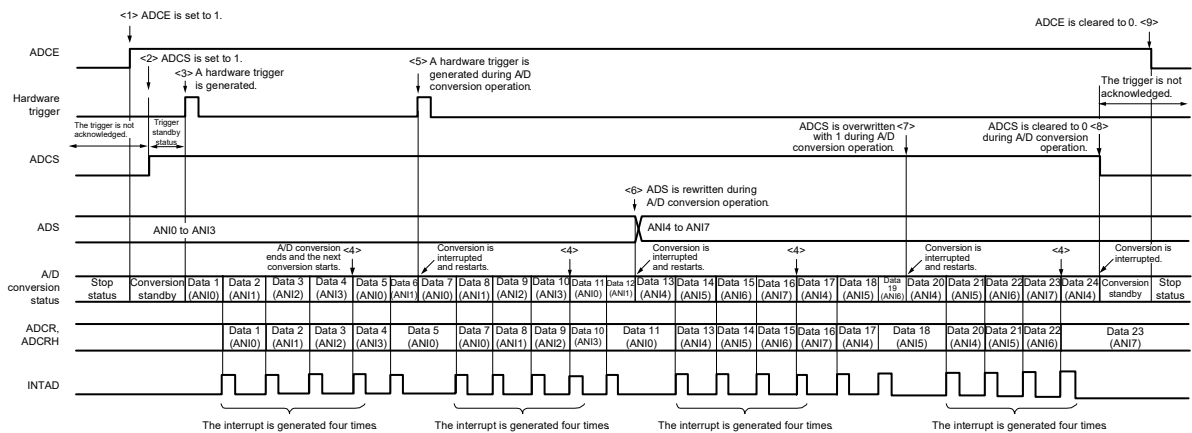 <1> ADCE is set to 1.
ADCE is cleared to 0. <9>
ADCE
<2> ADCS is set to 1.
<3> A hardware trigger
is generated.
<5> A hardware trigger is
generated during A/D
conversion operation.
The trigger is not
acknowledged.
Hardware
trigger
The trigger is not
acknowledged.
Trigger
standby
status
ADCS is overwritten <7>
with 1 during A/D
conversion operation.
ADCS is cleared to 0 <8>
during A/D conversion
operation.
ADCS
<6> ADS is rewritten during
A/D conversion operation.
ADS
ANI0 to ANI3
ANI4 to ANI7
A/D conversion <4>
ends and the next
conversion starts.
Conversion is
interrupted
and restarts.
<4>
Conversion is
interrupted
and restarts.
<4>
Conversion is
interrupted
and restarts.
<4>
Conversion is
interrupted.
A/D
conversion
status
Stop
status
Conversion
standby
Data 1
(ANI0)
Data 2
(ANI1)
Data 3
(ANI2)
Data 4
(ANI3)
Data 5
(ANI0)
Data 6
(ANI1)
Data 7
(ANI0)
Data 8
(ANI1)
Data 9
(ANI2)
Data 10
(ANI3)
Data 11
(ANI0)
Data 12
(ANI1)
Data 13
(ANI4)
Data 14
(ANI5)
Data 15
(ANI6)
Data 16
(ANI7)
Data 17
(ANI4)
Data 18
(ANI5)
Data
19
(ANI6)
Data 20
(ANI4)
Data 21
(ANI5)
Data 22
(ANI6)
Data 23
(ANI7)
Data 24
(ANI4)
Conversion
standby
Stop
status
ADCR,
ADCRH
Data 1
(ANI0)
Data 2
(ANI1)
Data 3
(ANI2)
Data 4
(ANI3)
Data 5
(ANI0)
Data 7
(ANI0)
Data 8
(ANI1)
Data 9
(ANI2)
Data 10
(ANI3)
Data 11
(ANI0)
Data 13
(ANI4)
Data 14
(ANI5)
Data 15
(ANI6)
Data 16
(ANI7)
Data 17
(ANI4)
Data 18
(ANI5)
Data 20
(ANI4)
Data 21
(ANI5)
Data 22
(ANI6)
Data 23
(ANI7)
INTAD
The interrupt is generated four times.
The interrupt is generated four times.
The interrupt is generated four times.
The interrupt is generated four times.